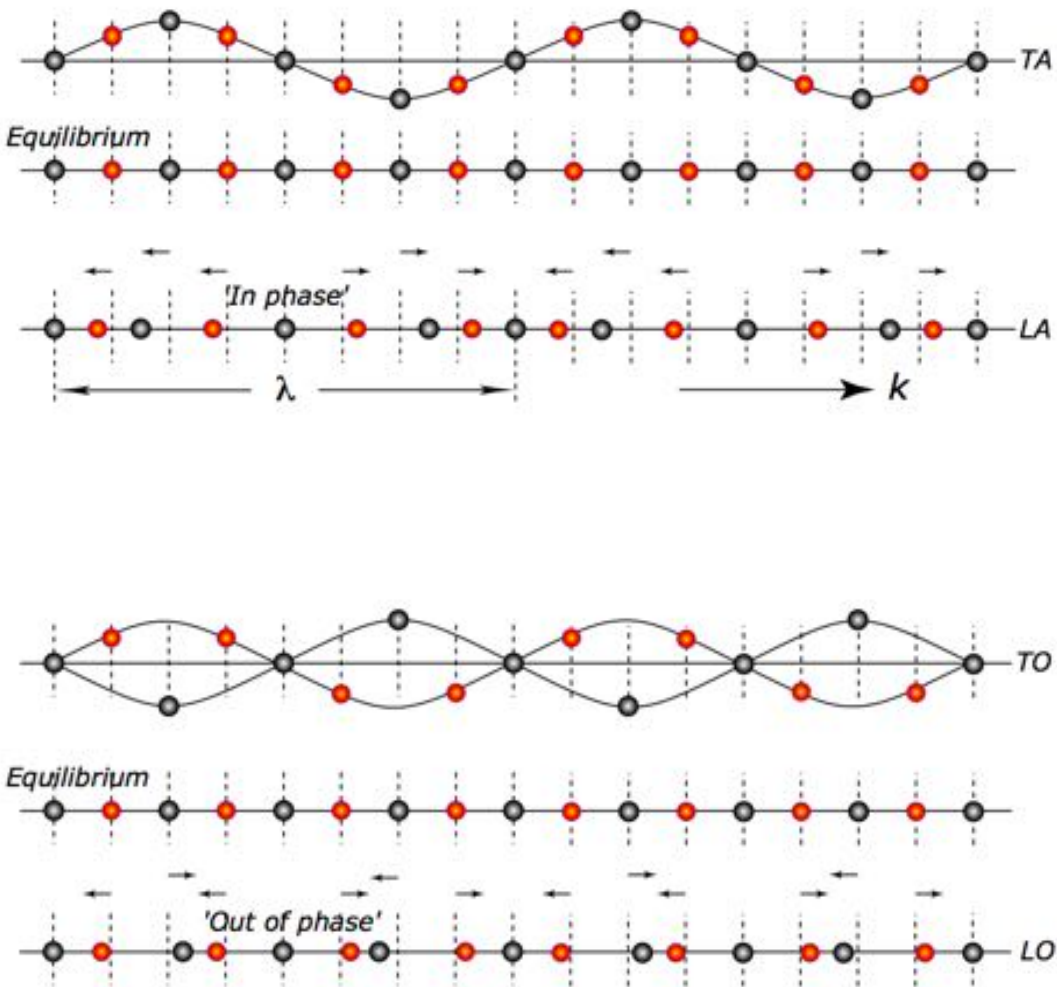 TA
Equilibrium
'In phase'
LA
λ
k
TO
Equilibrium
'Out of phase'
LO